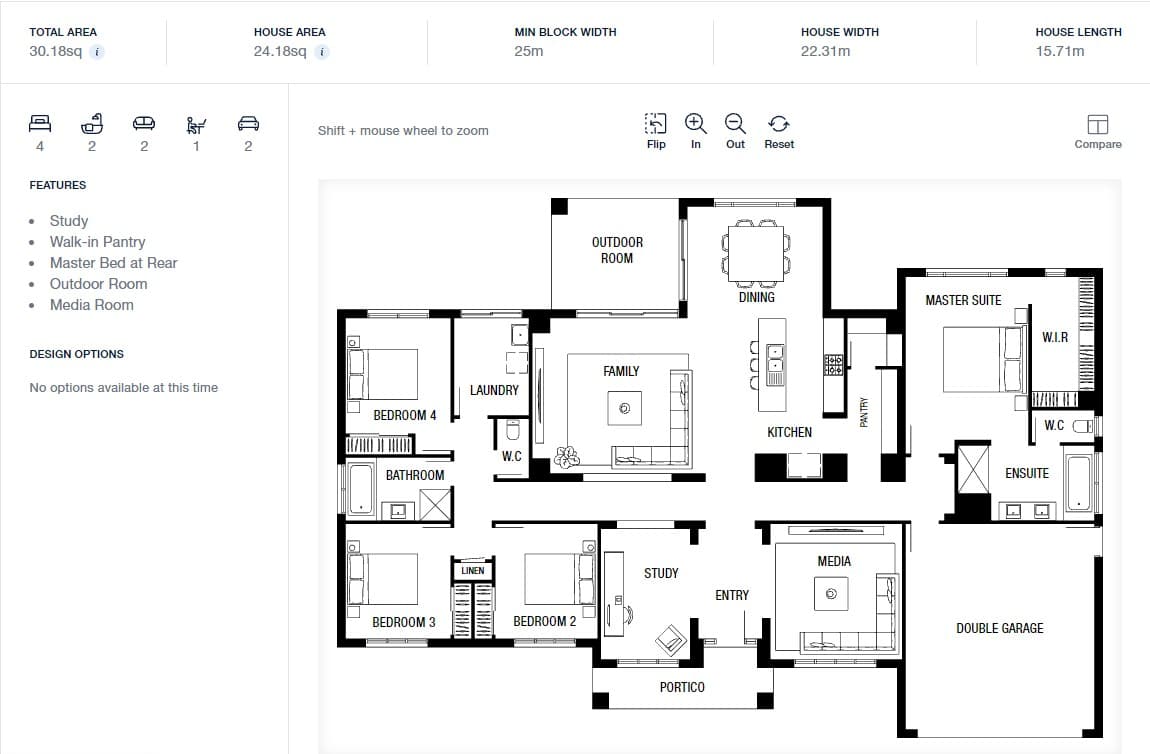 TOTAL AREA
30.18sq i
HOUSE AREA
24.18sq i
MIN BLOCK WIDTH
25m
HOUSE WIDTH
22.31m
HOUSE LENGTH
15.71m
4 2 2 1 2
Shift + mouse wheel to zoom
Flip In Out Reset
Compare
FEATURES
• Study
• Walk-in Pantry
• Master Bed at Rear
• Outdoor Room
• Media Room
DESIGN OPTIONS
No options available at this time
OUTDOOR
ROOM
DINING
MASTER SUITE
W.I.R
FAMILY
LAUNDRY
BEDROOM 4
PANTRY
KITCHEN
W.C
W.C
BATHROOM
ENSUITE
MEDIA
LINEN
STUDY
ENTRY
BEDROOM 3
BEDROOM 2
DOUBLE GARAGE
PORTICO